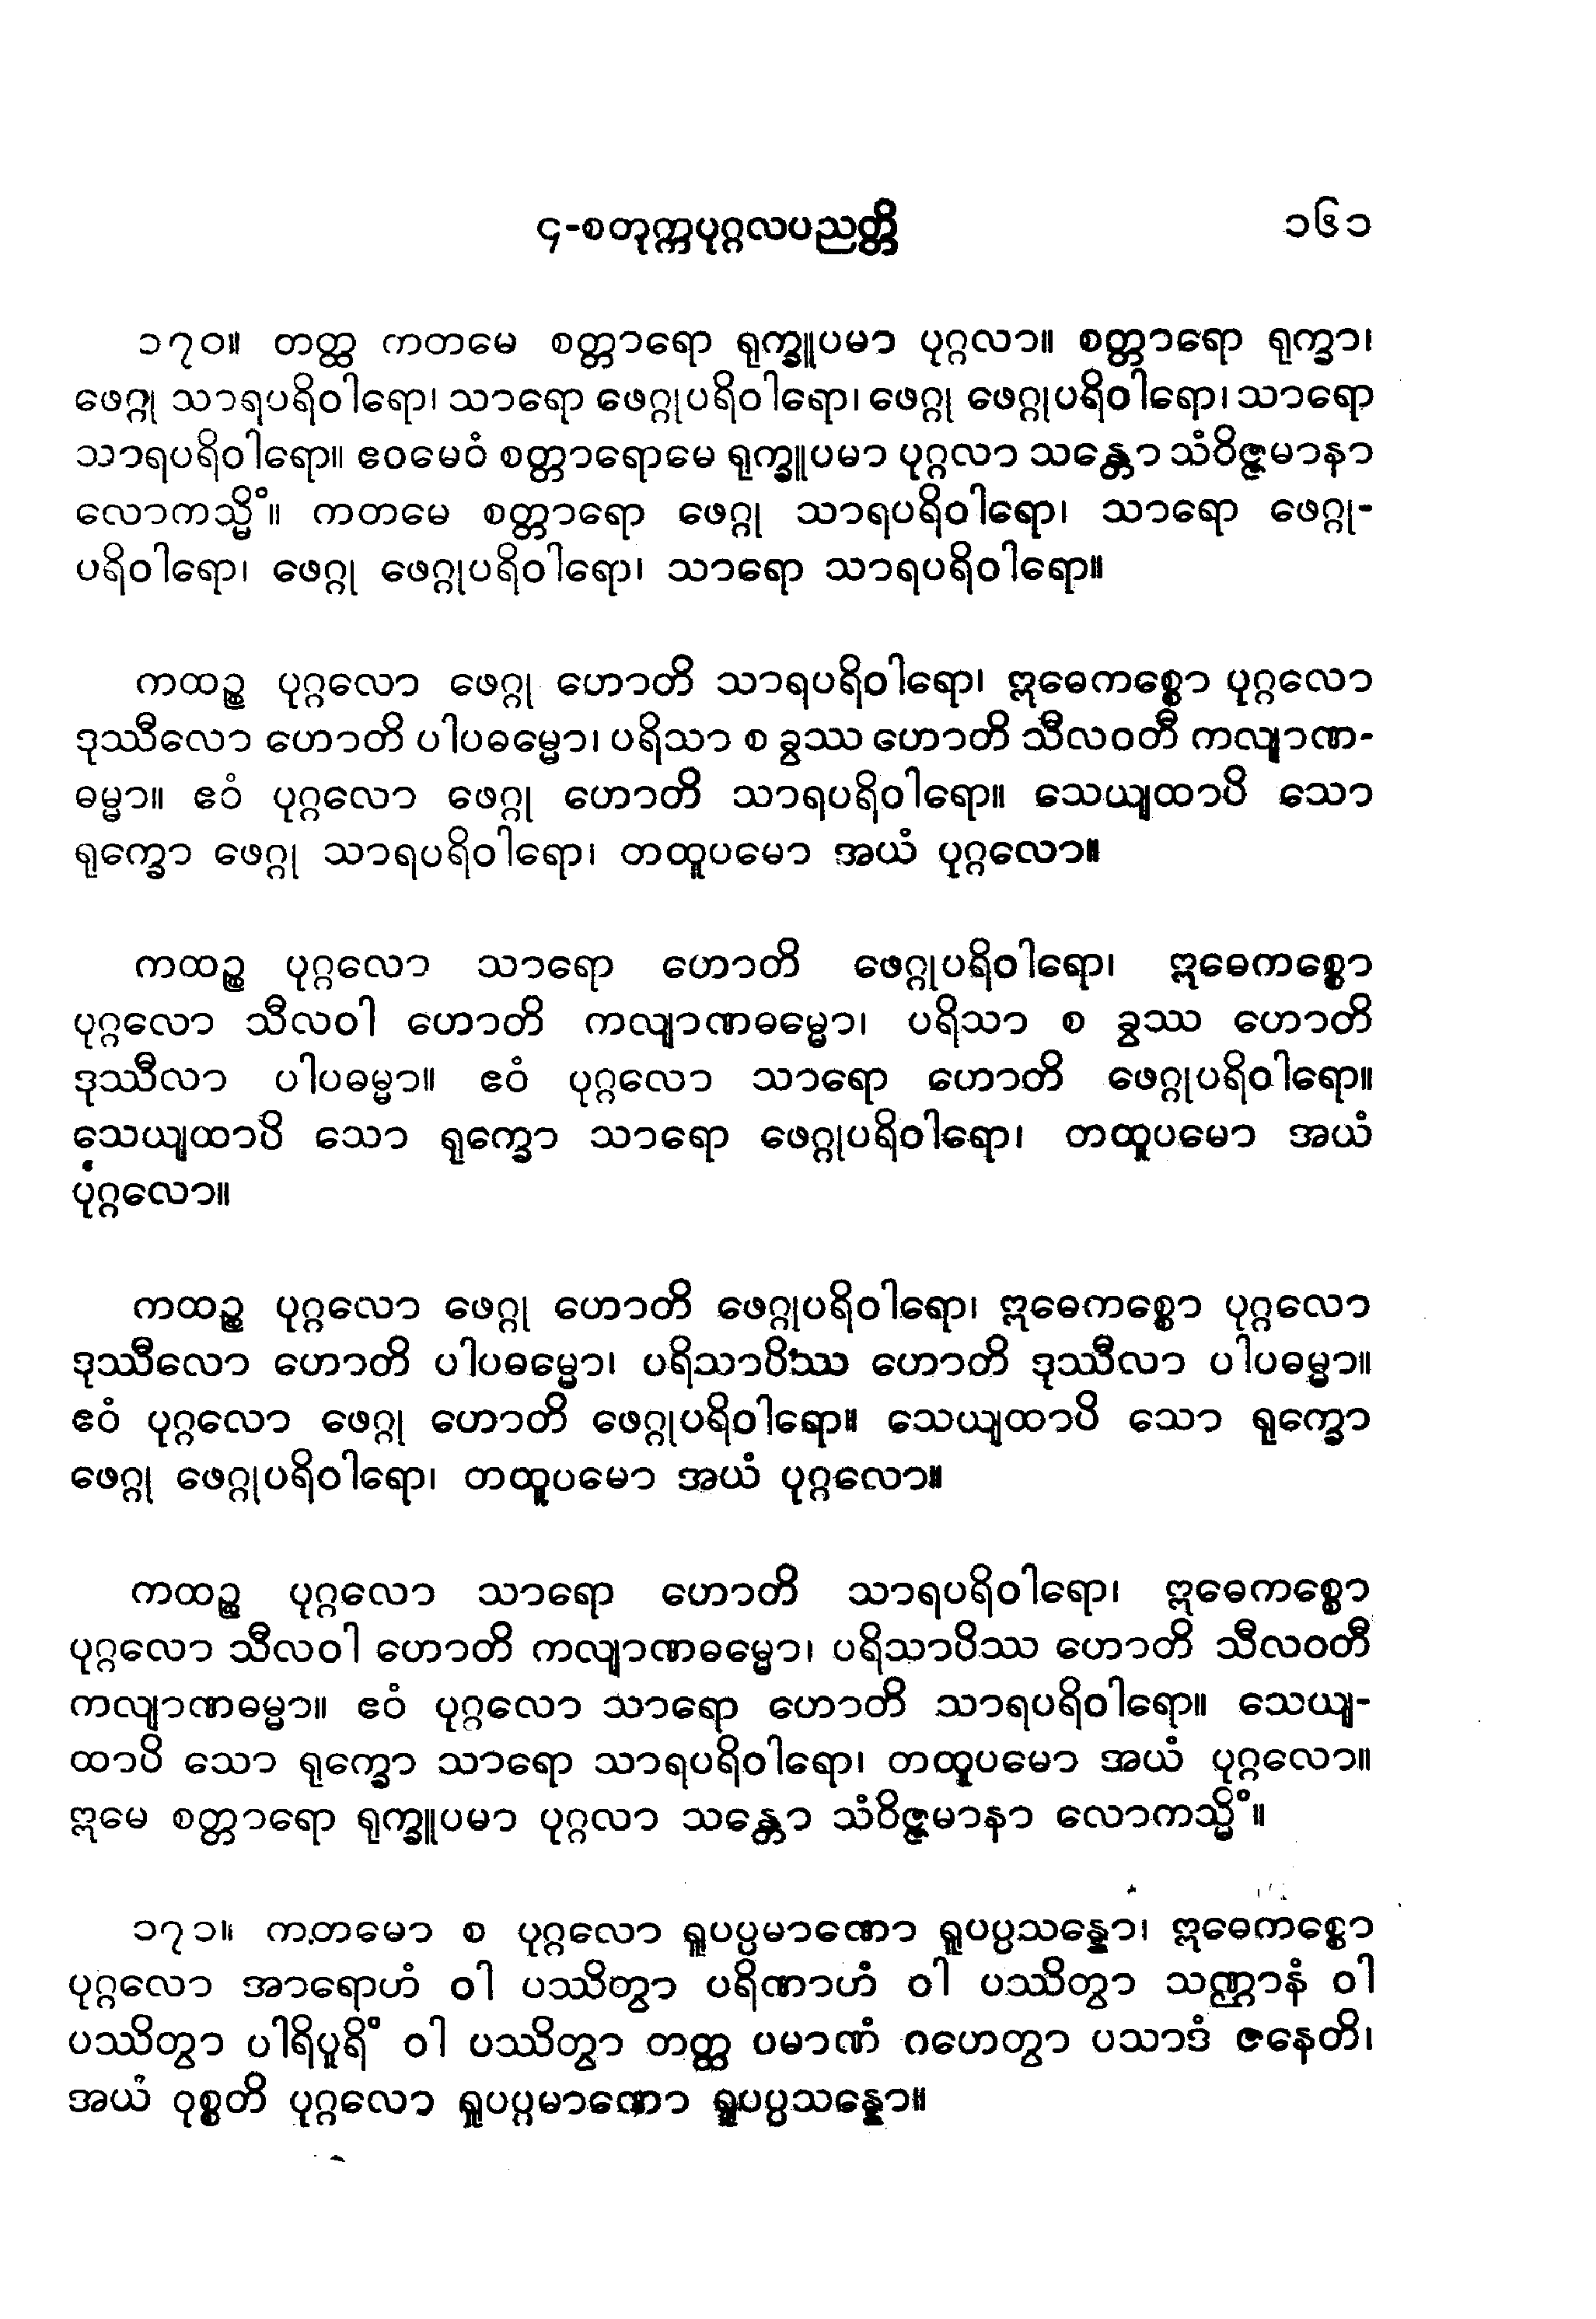 ၄-စတုက္ကပုဂ္ဂလပညတ္တိ ၁၆၁
၁၇၀။ တတ္ထ ကတမေ စတ္တာရော ရုက္ခူပမာ ပုဂ္ဂလာ။ စတ္တာရော ရုက္ခာ၊
ဖေဂ္ဂု သာရပရိဝါရော၊ သာရော ဖေဂ္ဂုပရိဝါရော၊ ဖေဂ္ဂု ဖေဂ္ဂုပရိဝါရော၊ သာရော
သာရပရိဝါရော။ ဧဝမေဝံ စတ္တာရောမေ ရုက္ခူပမာ ပုဂ္ဂလာ သန္တော သံဝိဇ္ဇမာနာ
လောကသ္မိံ။ ကတမေ စတ္တာရော ဖေဂ္ဂု သာရပရိဝါရော၊ သာရော ဖေဂ္ဂု-
ပရိဝါရော၊ ဖေဂ္ဂု ဖေဂ္ဂုပရိဝါရော၊ သာရော သာရပရိဝါရော။
ကထဉ္စ ပုဂ္ဂလော ဖေဂ္ဂု ဟောတိ သာရပရိဝါရော၊ ဣဓေကစ္စော ပုဂ္ဂလော
ဒုဿီလော ဟောတိ ပါပဓမ္မော၊ ပရိသာ စ ခွဿ ဟောတိ သီလဝတီ ကလျာဏ-
ဓမ္မာ။ ဧဝံ ပုဂ္ဂလော ဖေဂ္ဂု ဟောတိ သာရပရိဝါရော။ သေယျထာပိ သော
ရုက္ခော ဖေဂ္ဂု သာရပရိဝါရော၊ တထူပမော အယံ ပုဂ္ဂလော။
ကထဉ္စ ပုဂ္ဂလော သာရော ဟောတိ ဖေဂ္ဂုပရိဝါရော၊ ဣဓေကစ္စော
ပုဂ္ဂလော သီလဝါ ဟောတိ ကလျာဏဓမ္မော၊ ပရိသာ စ ခွဿ ဟောတိ
ဒုဿီလာ ပါပဓမ္မာ။ ဧဝံ ပုဂ္ဂလော သာရော ဟောတိ ဖေဂ္ဂုပရိဝါရော။
သေယျထာပိ သော ရုက္ခော သာရော ဖေဂ္ဂုပရိဝါရော၊ တထူပမော အယံ
ပုဂ္ဂလော။
ကထဉ္စ ပုဂ္ဂလော ဖေဂ္ဂု ဟောတိ ဖေဂ္ဂုပရိဝါရော၊ ဣဓေကစ္စော ပုဂ္ဂလော
ဒုဿီလော ဟောတိ ပါပဓမ္မော၊ ပရိသာပိဿ ဟောတိ ဒုဿီလာ ပါပဓမ္မာ။
ဧဝံ ပုဂ္ဂလော ဖေဂ္ဂု ဟောတိ ဖေဂ္ဂုပရိဝါရော။ သေယျထာပိ သော ရုက္ခော
ဖေဂ္ဂု ဖေဂ္ဂုပရိဝါရော၊ တထူပမော အယံ ပုဂ္ဂလော။
ကထဉ္စ ပုဂ္ဂလော သာရော ဟောတိ သာရပရိဝါရော၊ ဣဓေကစ္စော
ပုဂ္ဂလော သီလဝါ ဟောတိ ကလျာဏဓမ္မော၊ ပရိသာပိဿ ဟောတိ သီလဝတီ
ကလျာဏဓမ္မာ။ ဧဝံ ပုဂ္ဂလော သာရော ဟောတိ သာရပရိဝါရော။ သေယျ-
ထာပိ သော ရုက္ခော သာရော သာရပရိဝါရော၊ တထူပမော အယံ ပုဂ္ဂလော။
ဣမေ စတ္တာရော ရုက္ခူပမာ ပုဂ္ဂလာ သန္တော သံဝိဇ္ဇမာနာ လောကသ္မိံ။
၁၇၁။ ကတမော စ ပုဂ္ဂလော ရူပပ္ပမာဏော ရူပပ္ပသန္နော၊ ဣဓေကစ္စော
ပုဂ္ဂလော အာရောဟံ ဝါ ပဿိတွာ ပရိဏာဟံ ဝါ ပဿိတွာ သဏ္ဌာနံ ဝါ
ပဿိတွာ ပါရိပူရိံ ဝါ ပဿိတွာ တတ္ထ ပမာဏံ ဂဟေတွာ ပသာဒံ ဇနေတိ၊
အယံ ဝုစ္စတိ ပုဂ္ဂလော ရူပပ္ပမာဏော ရူပပ္ပသန္နော။